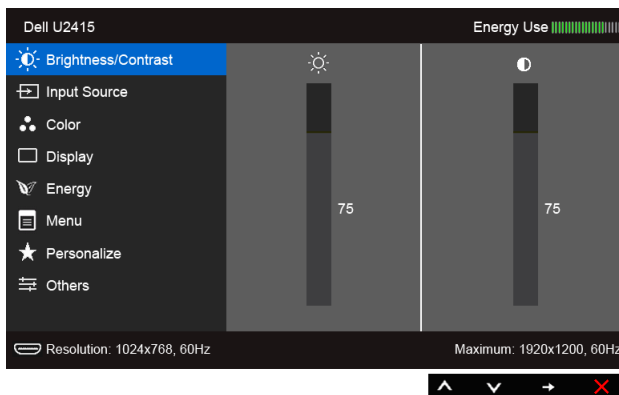 Dell U2415
Energy Use
Brightness/Contrast
Input Source
Color
Display
Energy
Menu
Personalize
Others
75
75
Resolution: 1024x768, 60Hz
Maximum: 1920x1200, 60Hz